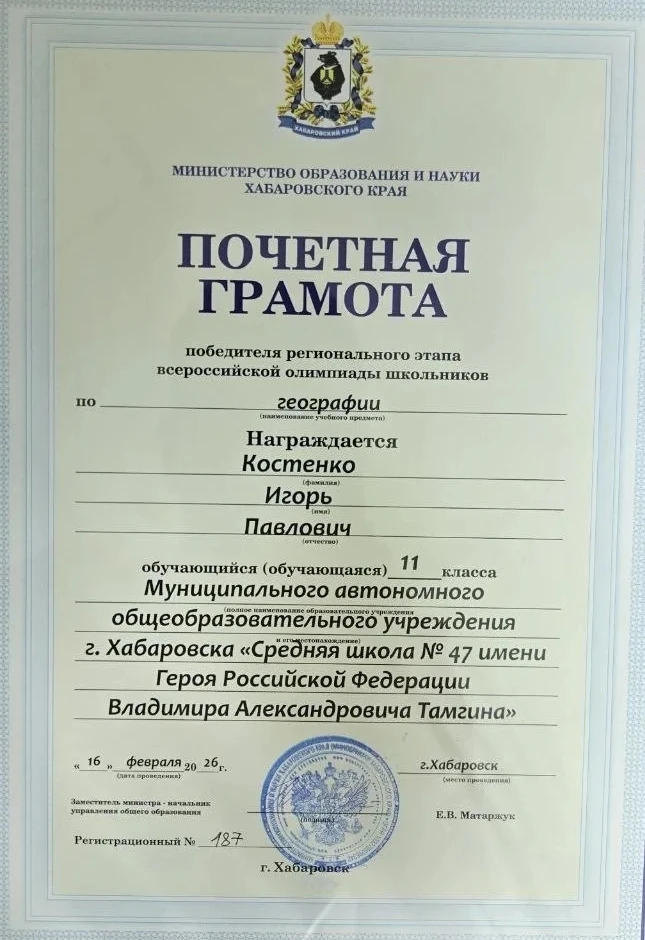 ХАБАРОВСКИЙ КРАЙ
МИНИСТЕРСТВО ОБРАЗОВАНИЯ И НАУКИ
ХАБАРОВСКОГО КРАЯ
ПОЧЕТНАЯ
ГРАМОТА
победителя регионального этапа
всероссийской олимпиады школьников
по географии
(наименование учебного предмета)
Награждается
Костенко
(фамилия)
Игорь
(имя)
Павлович
(отчество)
обучающийся (обучающаяся) 11 класса
Муниципального автономного
(полное наименование образовательного учреждения
общеобразовательного учреждения
и его местонахождение)
г. Хабаровска «Средняя школа № 47 имени
Героя Российской Федерации
Владимира Александровича Тамгина»
« 16 » февраля 20 26 г. г.Хабаровск
(дата проведения) (место проведения)
Заместитель министра - начальник
управления общего образования
(подпись)
Е.В. Матаржук
Регистрационный № 187
г. Хабаровск